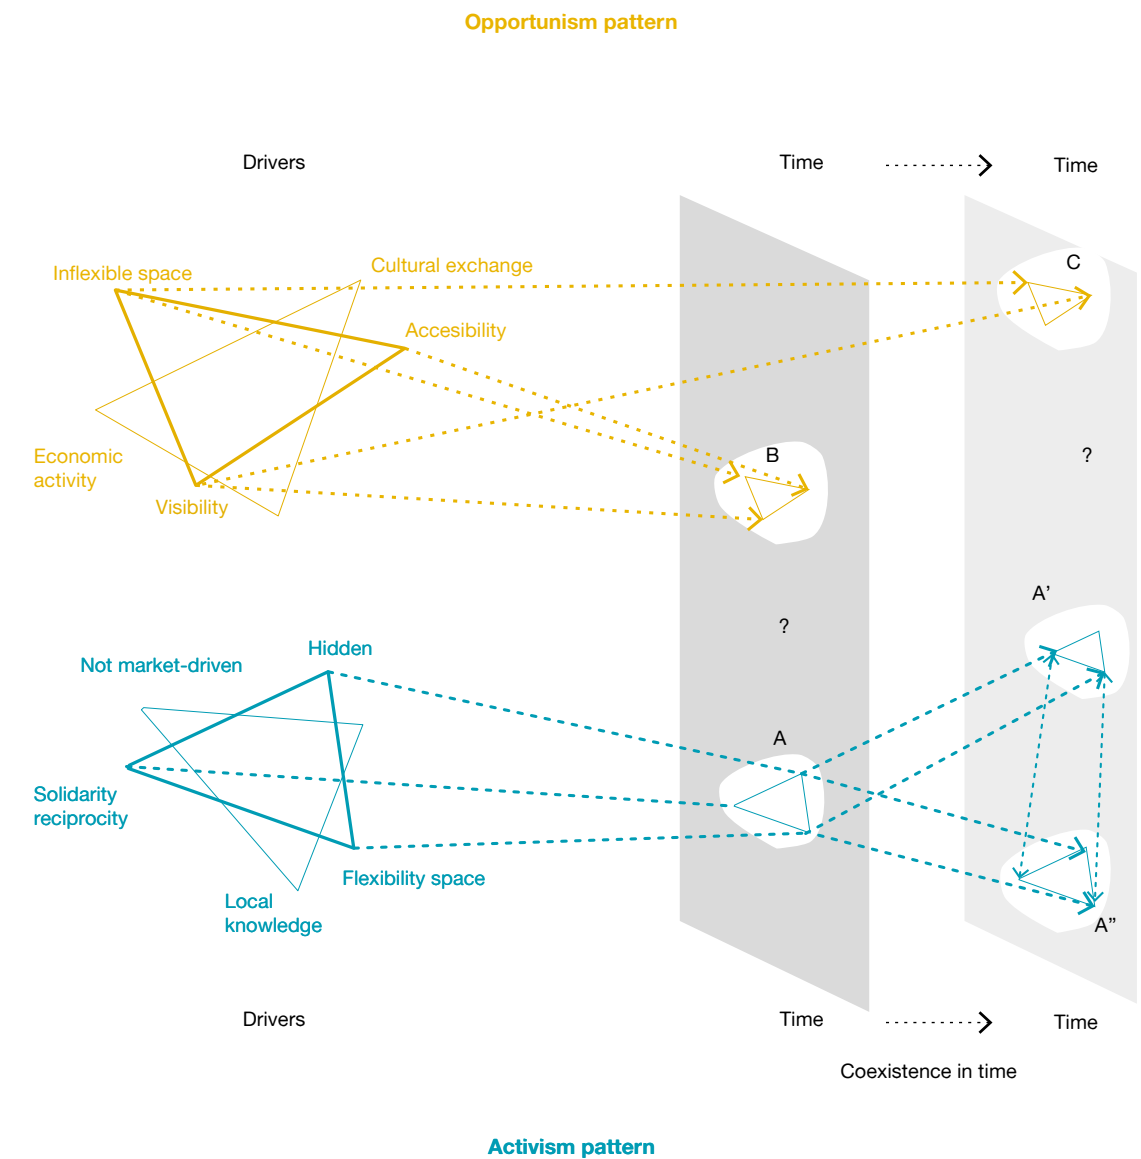 Opportunism pattern
Drivers
Time
Time
Inflexible space
Cultural exchange
C
Accesibility
Economic
activity
Visibility
B
?
A’
?
Hidden
Not market-driven
A
Solidarity
reciprocity
Flexibility space
Local
knowledge
A”
Drivers
Time
Time
Coexistence in time
Activism pattern